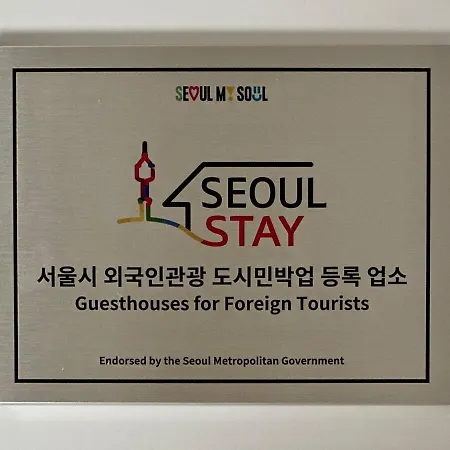 SEOUL MY SOUL
SEOUL
STAY
서울시 외국인관광 도시민박업 등록 업소
Guesthouses for Foreign Tourists
Endorsed by the Seoul Metropolitan Government